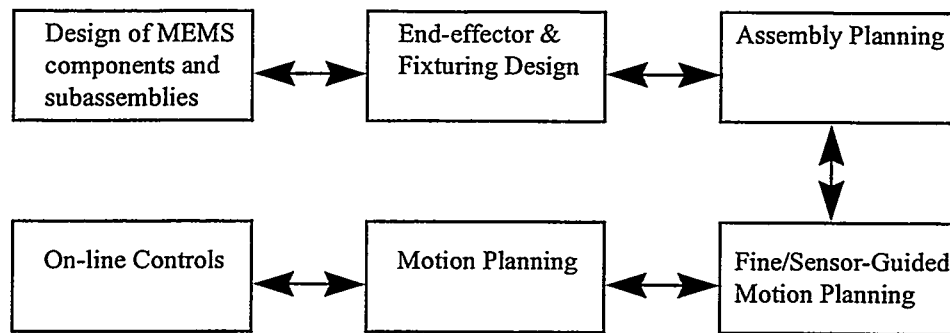 Design of MEMS
components and
subassemblies
End-effector &
Fixturing Design
Assembly Planning
On-line Controls
Motion Planning
Fine/Sensor-Guided
Motion Planning